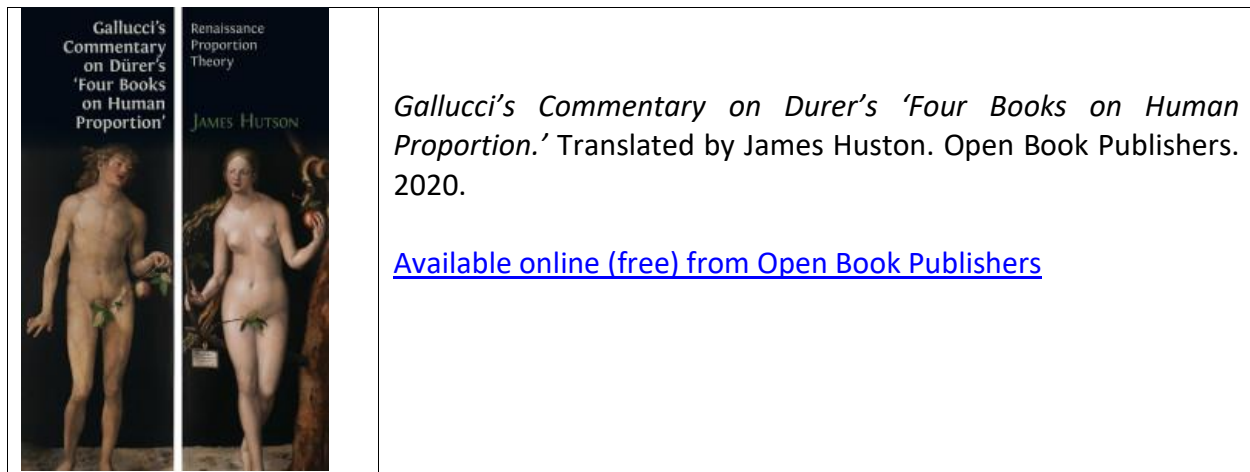 Gallucci's
Commentary
on Dürer's
'Four Books
on Human
Proportion'
Renaissance
Proportion
Theory
JAMES HUTSON
Gallucci's Commentary on Durer's 'Four Books on Human
Proportion.' Translated by James Huston. Open Book Publishers.
2020.
Available online (free) from Open Book Publishers